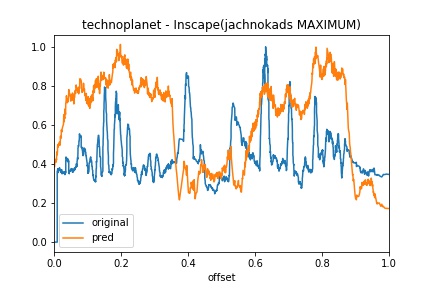 technoplanet - Inscape(jachnokads MAXIMUM)
1.0
0.8
0.6
0.4
0.2
0.0
original
pred
0.0 0.2 0.4 0.6 0.8 1.0
offset